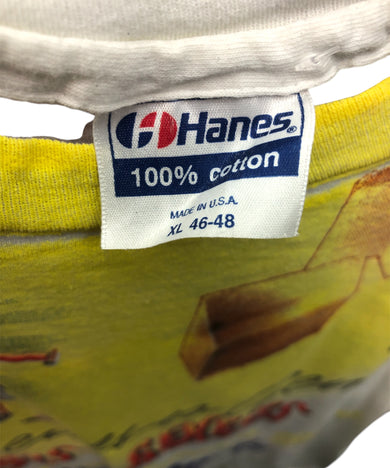 Hanes®
100% cotton
MADE IN U.S.A.
XL 46-48